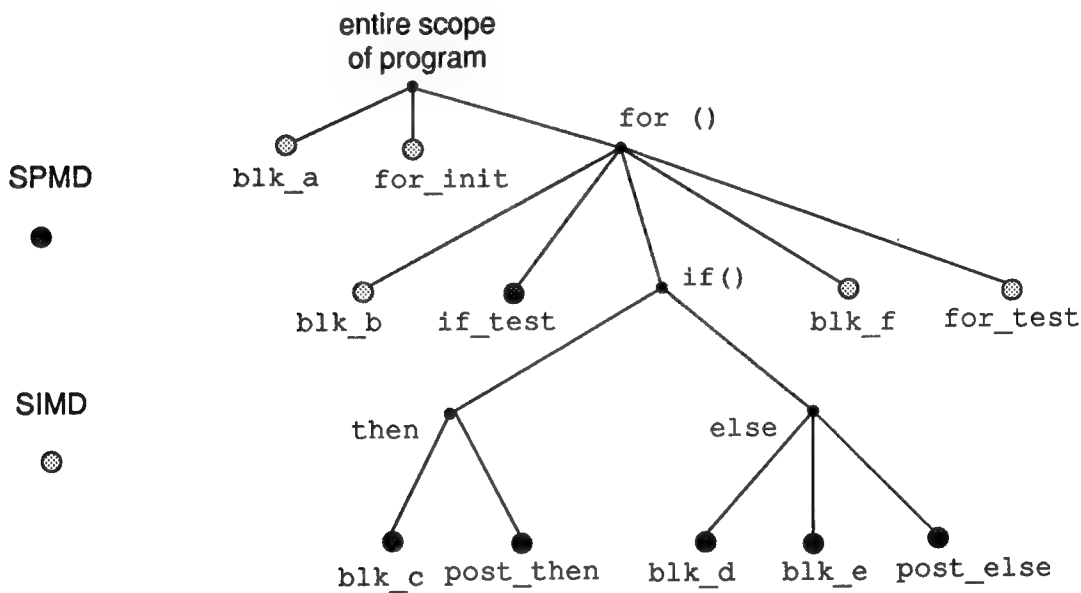 entire scope
of program
for ()
SPMD
blk_a
for_init
if()
blk_b
if_test
blk_f
for_test
SIMD
then
else
blk_c
post_then
blk_d
blk_e
post_else